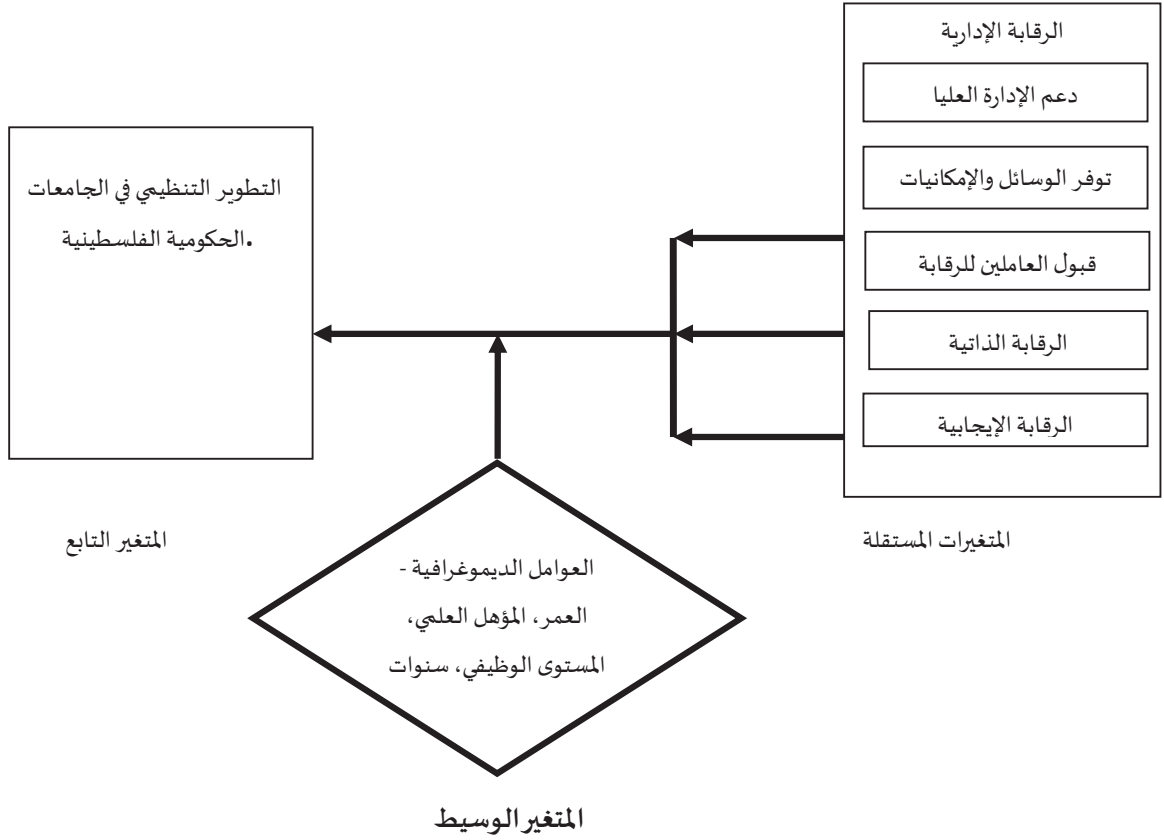 الرقابة الإدارية
دعم الإدارة العليا
توفر الوسائل والإمكانيات
قبول العاملين للرقابة
الرقابة الذاتية
الرقابة الإيجابية
المتغيرات المستقلة
التطوير التنظيمي في الجامعات
الحكومية الفلسطينية.
المتغير التابع
العوامل الديموغرافية -
العمر، المؤهل العلمي،
المستوى الوظيفي، سنوات
المتغير الوسيط